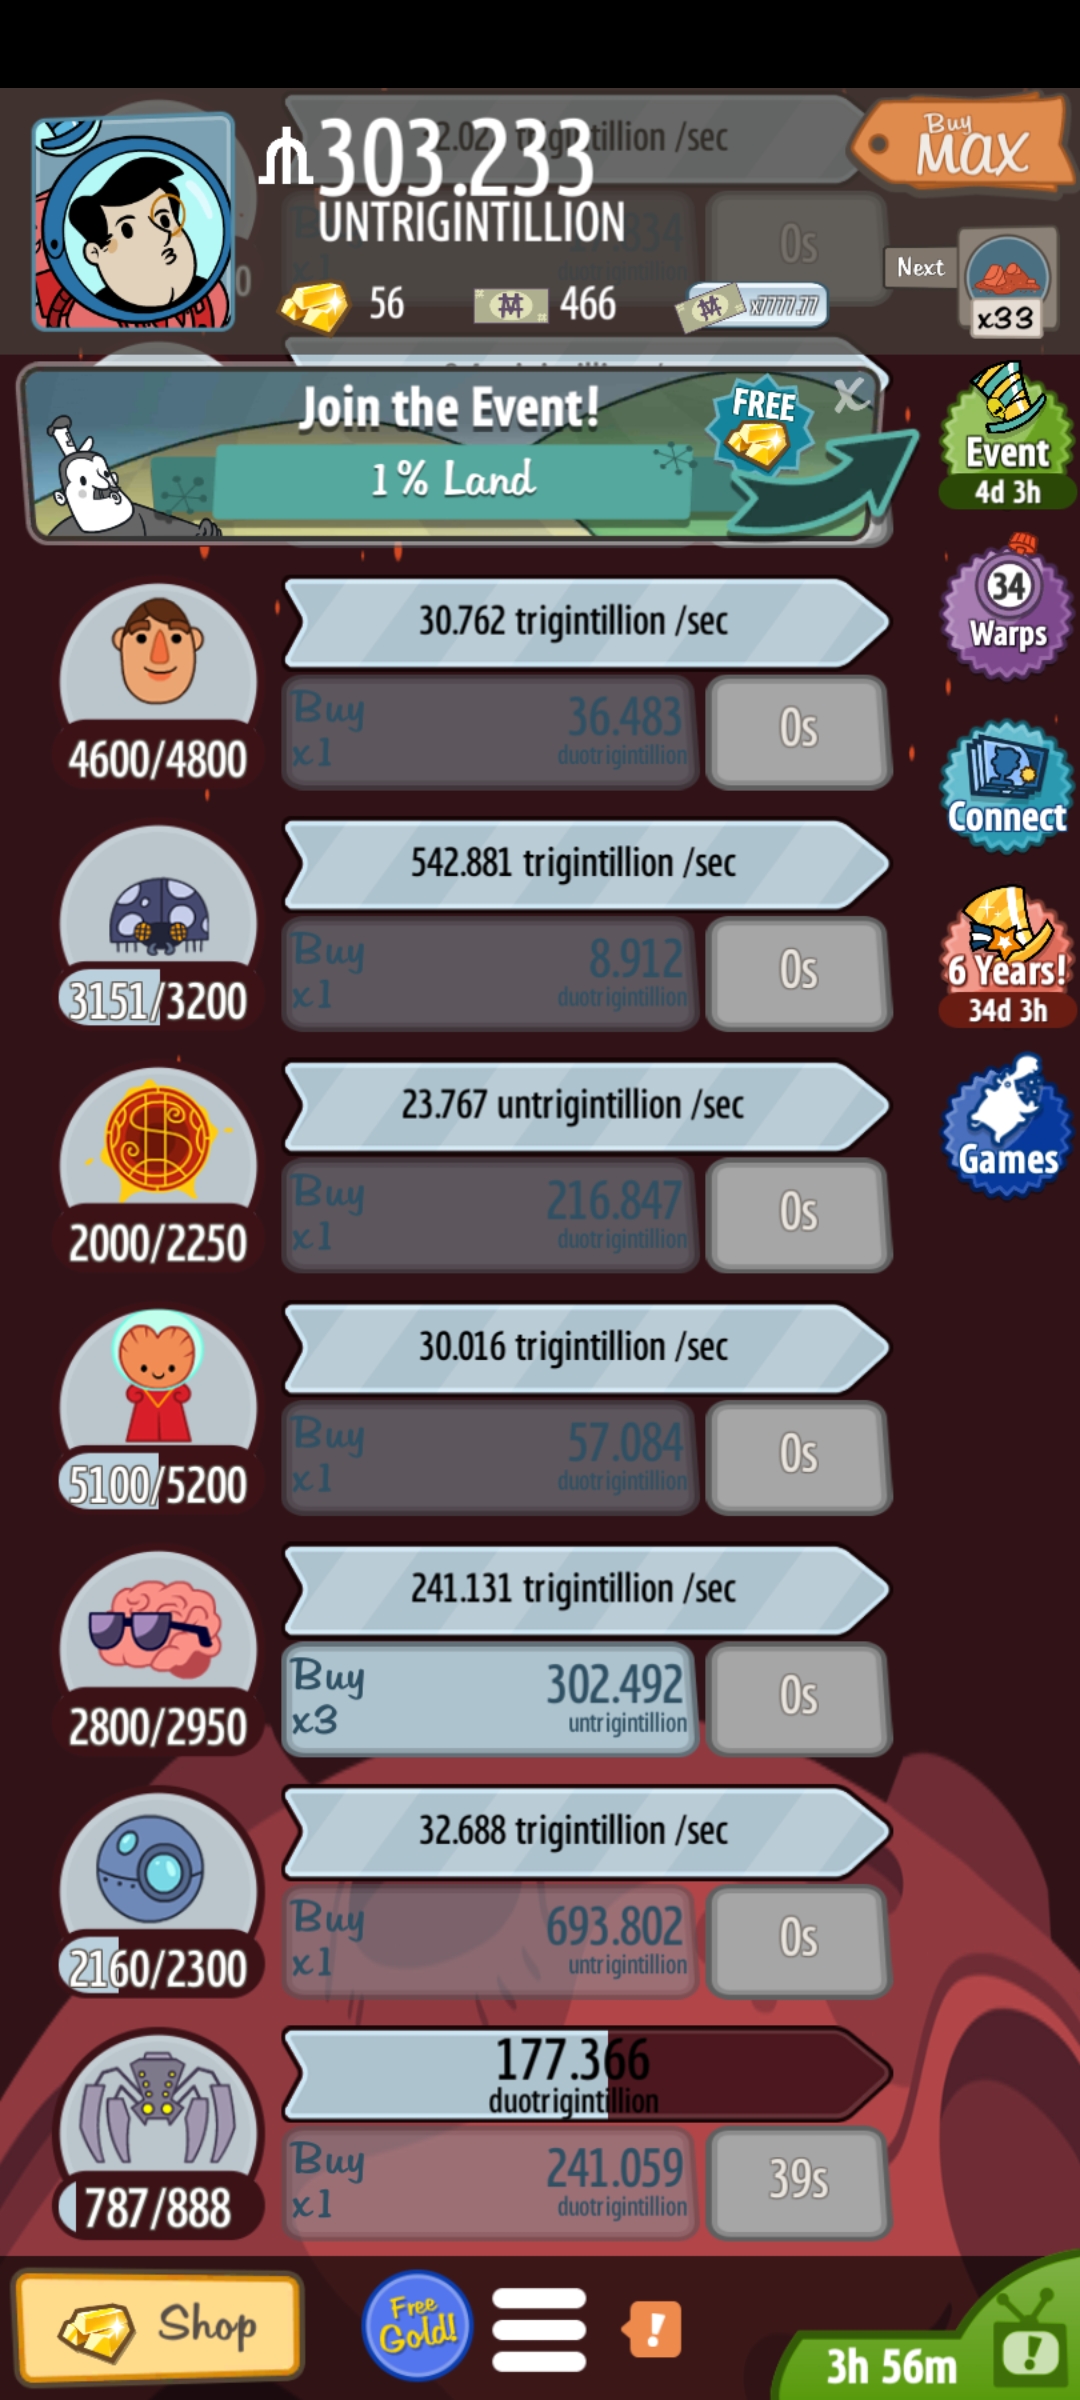 2.02 trigintillion /sec
303.233
UNTRIGINTILLION
Buy
MAX
0s
56
466
x7777.77
Next
x33
Join the Event!
1% Land
FREE
X
Event
4d 3h
30.762 trigintillion /sec
34
Warps
Buy
x1
36.483
duotrigintillion
0s
4600/4800
Connect
542.881 trigintillion /sec
Buy
x1
8.912
duotrigintillion
0s
3151/3200
6 Years!
34d 3h
23.767 untrigintillion /sec
Games
Buy
x1
216.847
duotrigintillion
0s
2000/2250
30.016 trigintillion /sec
Buy
x1
57.084
duotrigintillion
0s
5100/5200
241.131 trigintillion /sec
Buy
x3
302.492
untrigintillion
0s
2800/2950
32.688 trigintillion /sec
Buy
x1
693.802
untrigintillion
0s
2160/2300
177.366
duotrigintillion
Buy
x1
241.059
duotrigintillion
39s
787/888
Shop
Free
Gold!
!
3h 56m
!